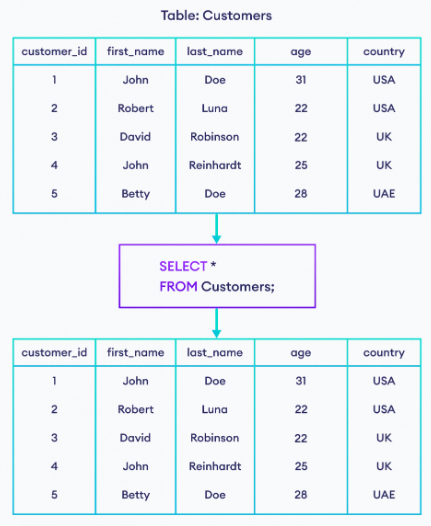 Table: Customers
customer_id first_name last_name age country
1 John Doe 31 USA
2 Robert Luna 22 USA
3 David Robinson 22 UK
4 John Reinhardt 25 UK
5 Betty Doe 28 UAE
SELECT *
FROM Customers;
customer_id first_name last_name age country
1 John Doe 31 USA
2 Robert Luna 22 USA
3 David Robinson 22 UK
4 John Reinhardt 25 UK
5 Betty Doe 28 UAE